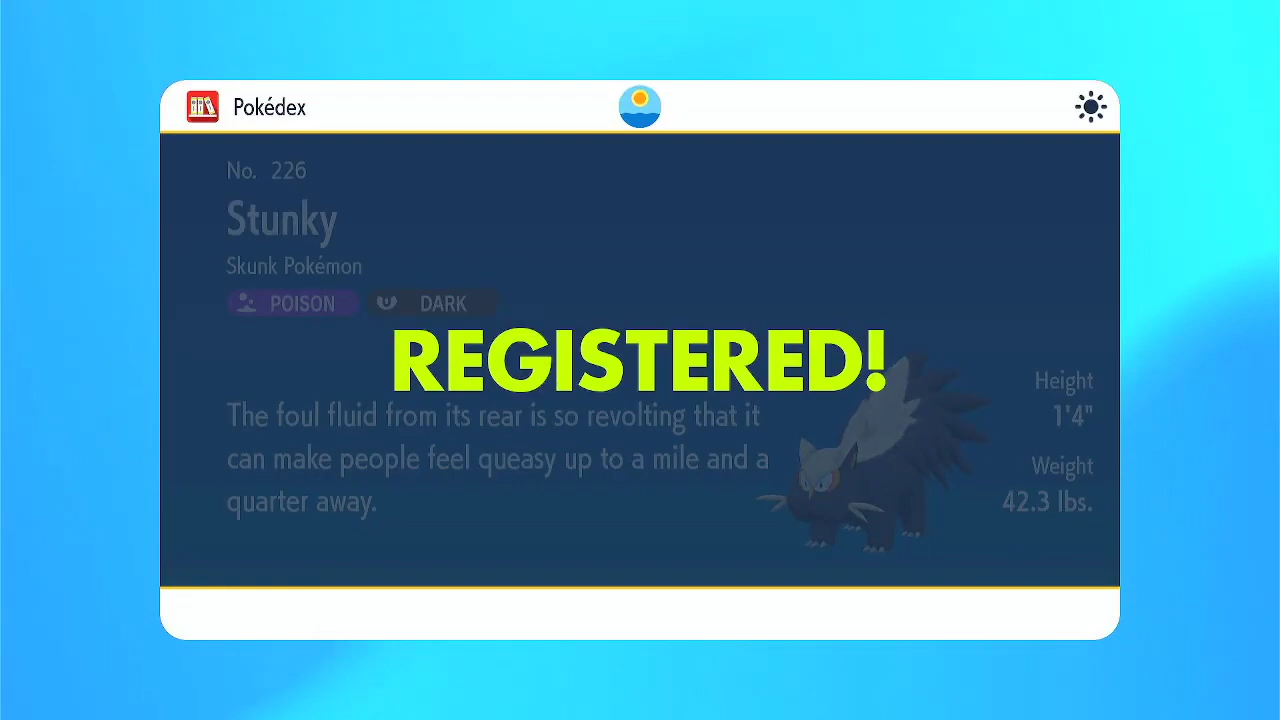 Pokédex
No. 226
Stunky
Skunk Pokémon
POISON DARK
REGISTERED!
The foul fluid from its rear is so revolting that it
can make people feel queasy up to a mile and a
quarter away.
Height
1'4"
Weight
42.3 lbs.